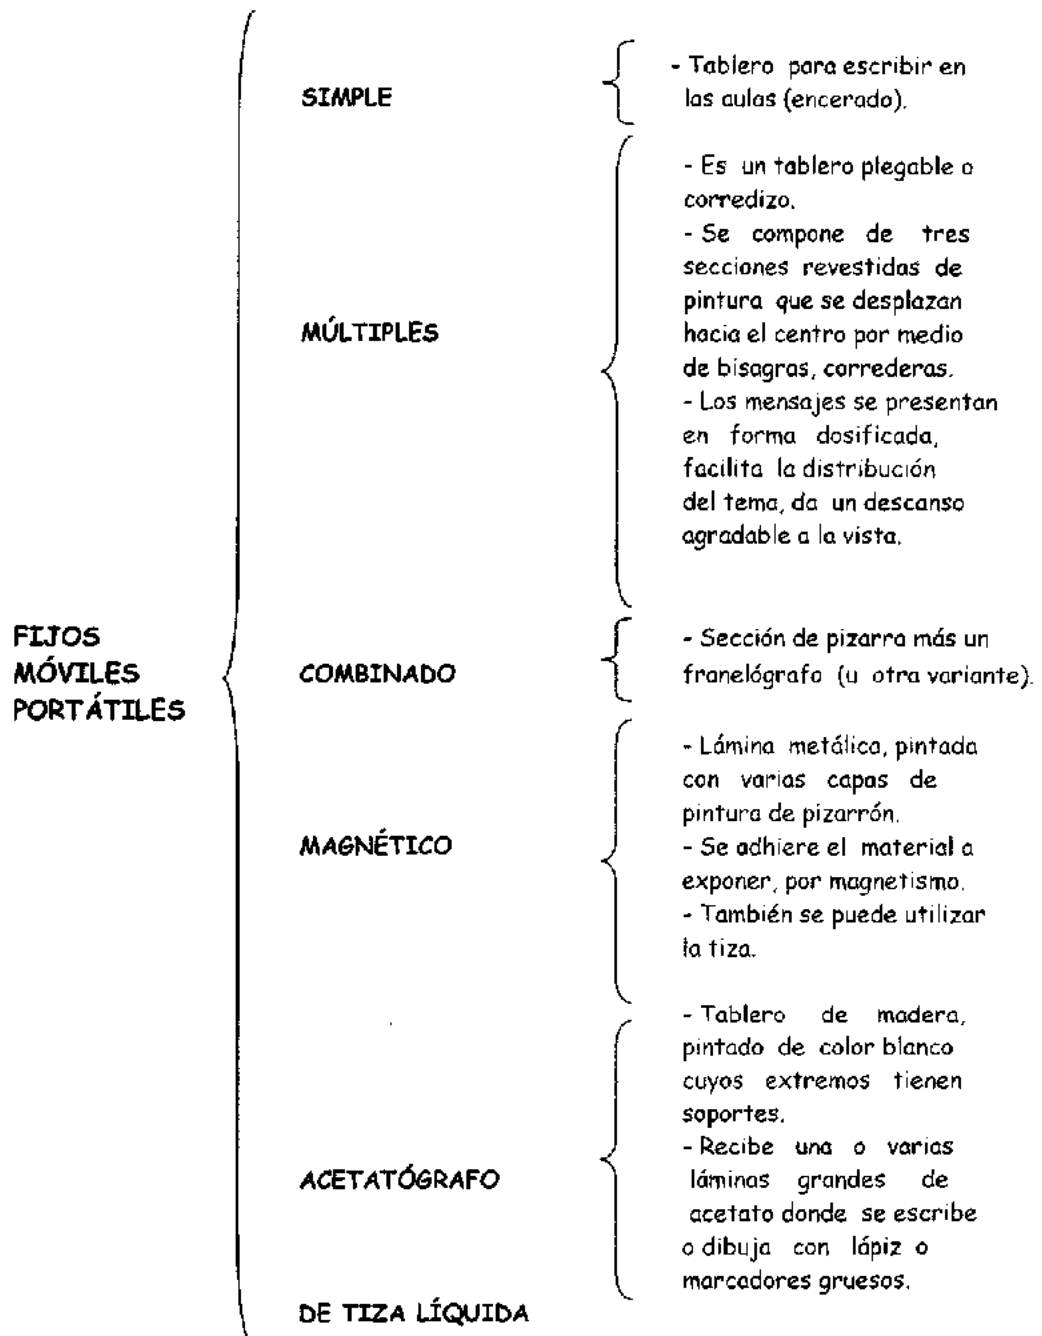 SIMPLE
- Tablero para escribir en
las aulas (encerado).
MÚLTIPLES
- Es un tablero plegable o
corredizo.
- Se compone de tres
secciones revestidas de
pintura que se desplazan
hacia el centro por medio
de bisagras, correderas.
- Los mensajes se presentan
en forma dosificada,
facilita la distribución
del tema, da un descanso
agradable a la vista.
FIJOS
MÓVILES
PORTÁTILES
COMBINADO
- Sección de pizarra más un
franelógrafo (u otra variante).
MAGNÉTICO
- Lámina metálica, pintada
con varias capas de
pintura de pizarrón.
- Se adhiere el material a
exponer, por magnetismo.
- También se puede utilizar
la tiza.
ACETATÓGRAFO
- Tablero de madera,
pintado de color blanco
cuyos extremos tienen
soportes.
- Recibe una o varias
láminas grandes de
acetato donde se escribe
o dibuja con lápiz o
marcadores gruesos.
DE TIZA LÍQUIDA